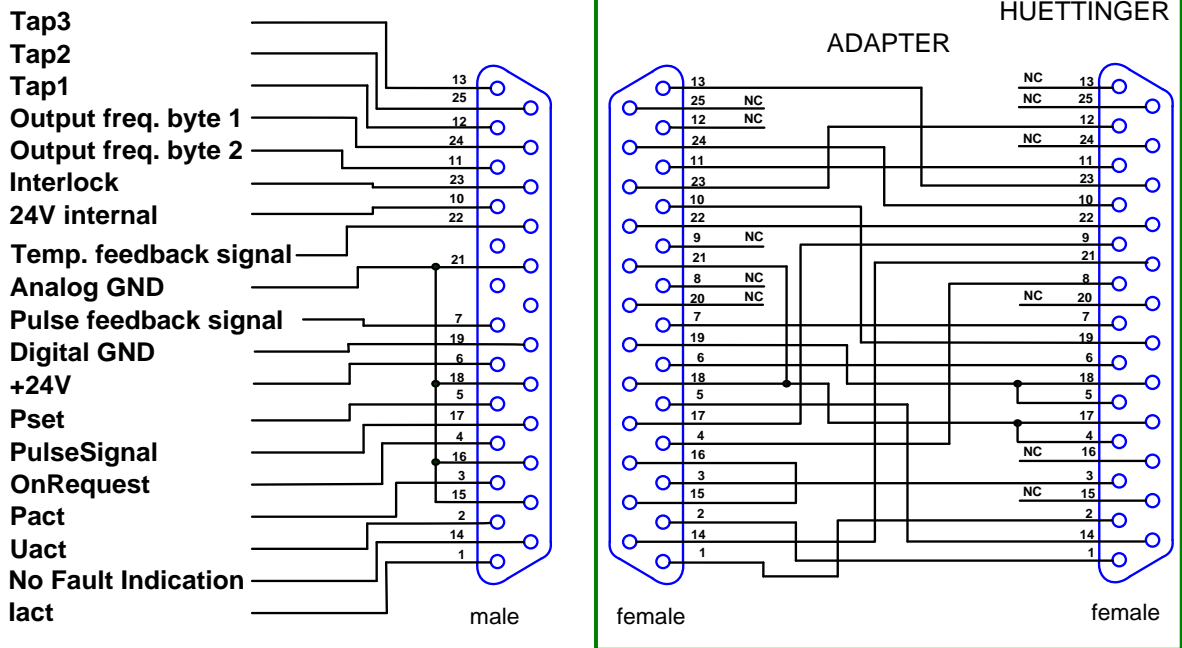 HUETTINGER
ADAPTER
Tap3
Tap2
Tap1
Output freq. byte 1
Output freq. byte 2
Interlock
24V internal
Temp. feedback signal
Analog GND
Pulse feedback signal
Digital GND
+24V
Pset
PulseSignal
OnRequest
Pact
Uact
No Fault Indication
Iact
13
25
12
24
11
23
10
22
21
7
19
6
18
5
17
4
16
3
15
2
14
1
male
13
25 NC
12 NC
24
11
23
10
22
9 NC
21
8 NC
20 NC
7
19
6
18
5
17
4
16
3
15
2
14
1
female
NC 13
NC 25
12
NC 24
11
23
10
22
9
21
8
NC 20
7
19
6
18
5
17
4
NC 16
3
NC 15
2
14
1
female